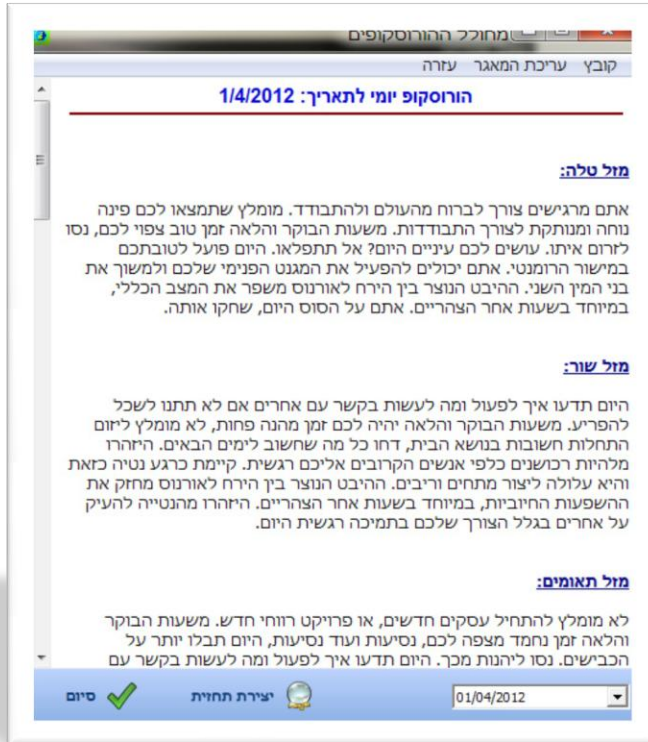 מחולל ההורוסקופים
קובץ עריכת המאגר עזרה
הורוסקופ יומי לתאריך: 1/4/2012
מזל טלה:
אתם מרגישים צורך לברוח מהעולם ולהתבודד. מומלץ שתמצאו לכם פינה
נוחה ומנותקת לצורך התבודדות. משעות הבוקר והלאה זמן טוב צפוי לכם, נסו
לזרום איתו. עושים לכם עיניים היום? אל תתפלאו. היום פועל לטובתכם
במישור הרומנטי. אתם יכולים להפעיל את המגנט הפנימי שלכם ולמשוך את
בני המין השני. ההיבט הנוצר בין הירח לאורנוס משפר את המצב הכללי,
במיוחד בשעות אחר הצהריים. אתם על הסוס היום, שחקו אותה.
מזל שור:
היום תדעו איך לפעול ומה לעשות בקשר עם אחרים אם לא תתנו לשכל
להפריע. משעות הבוקר והלאה יהיה לכם זמן מהנה פחות, לא מומלץ ליזום
התחלות חשובות בנושא הבית, דחו כל מה שחשוב לימים הבאים. היזהרו
מלהיות רכושנים כלפי אנשים הקרובים אליכם רגשית. קיימת כרגע נטיה כזאת
והיא עלולה ליצור מתחים וריבים. ההיבט הנוצר בין הירח לאורנוס מחזק את
ההשפעות החיוביות, במיוחד בשעות אחר הצהריים. היזהרו מהנטייה להעיק
על אחרים בגלל הצורך שלכם בתמיכה רגשית היום.
מזל תאומים:
לא מומלץ להתחיל עסקים חדשים, או פרויקט רווחי חדש. משעות הבוקר
והלאה זמן נחמד מצפה לכם, נסיעות ועוד נסיעות, היום תבלו יותר על
הכבישים. נסו ליהנות מכך. היום תדעו איך לפעול ומה לעשות בקשר עם
01/04/2012 יצירת תחזית סיום